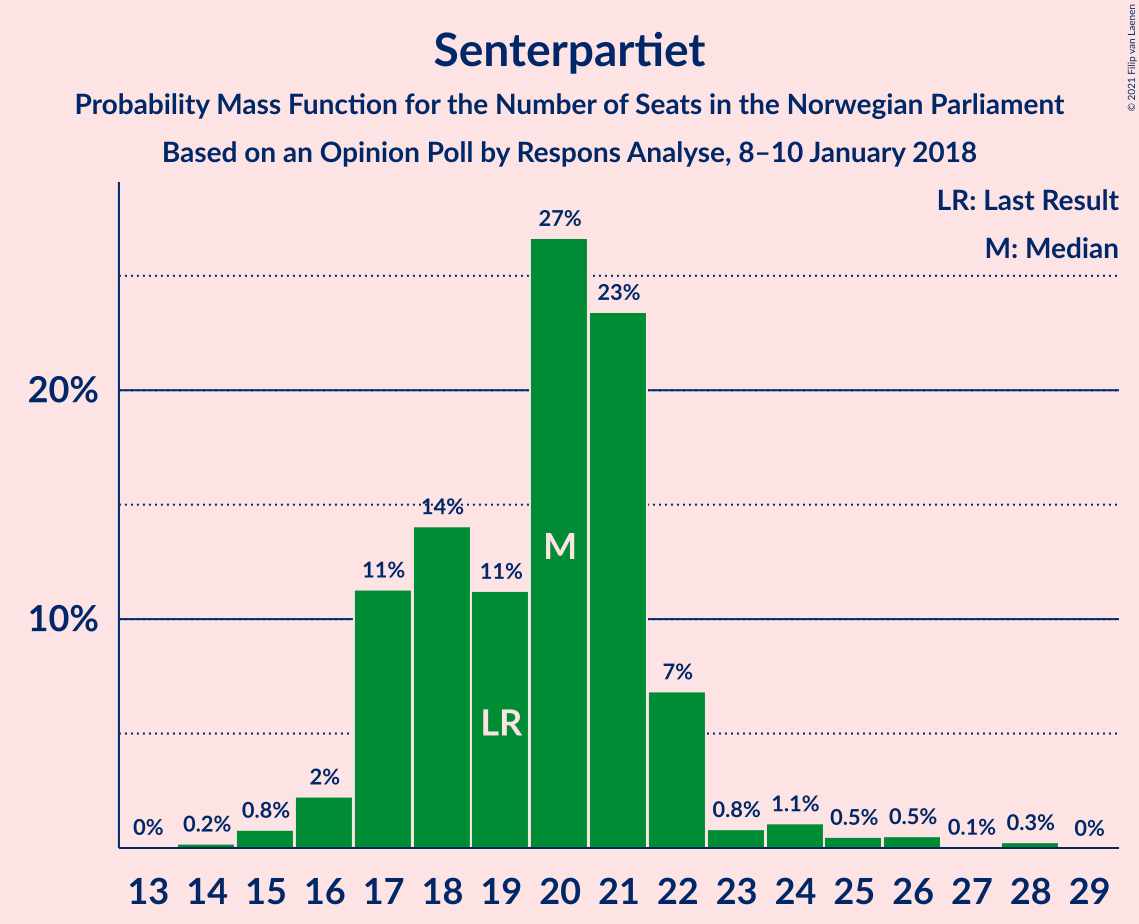 Senterpartiet
Probability Mass Function for the Number of Seats in the Norwegian Parliament
Based on an Opinion Poll by Respons Analyse, 8–10 January 2018
© 2021 Filip van Laenen
LR: Last Result
M: Median
20%
10%
0% 0.2% 0.8% 2% 11% 14% 11% 27% 23% 7% 0.8% 1.1% 0.5% 0.5% 0.1% 0.3% 0%
M
LR
13 14 15 16 17 18 19 20 21 22 23 24 25 26 27 28 29